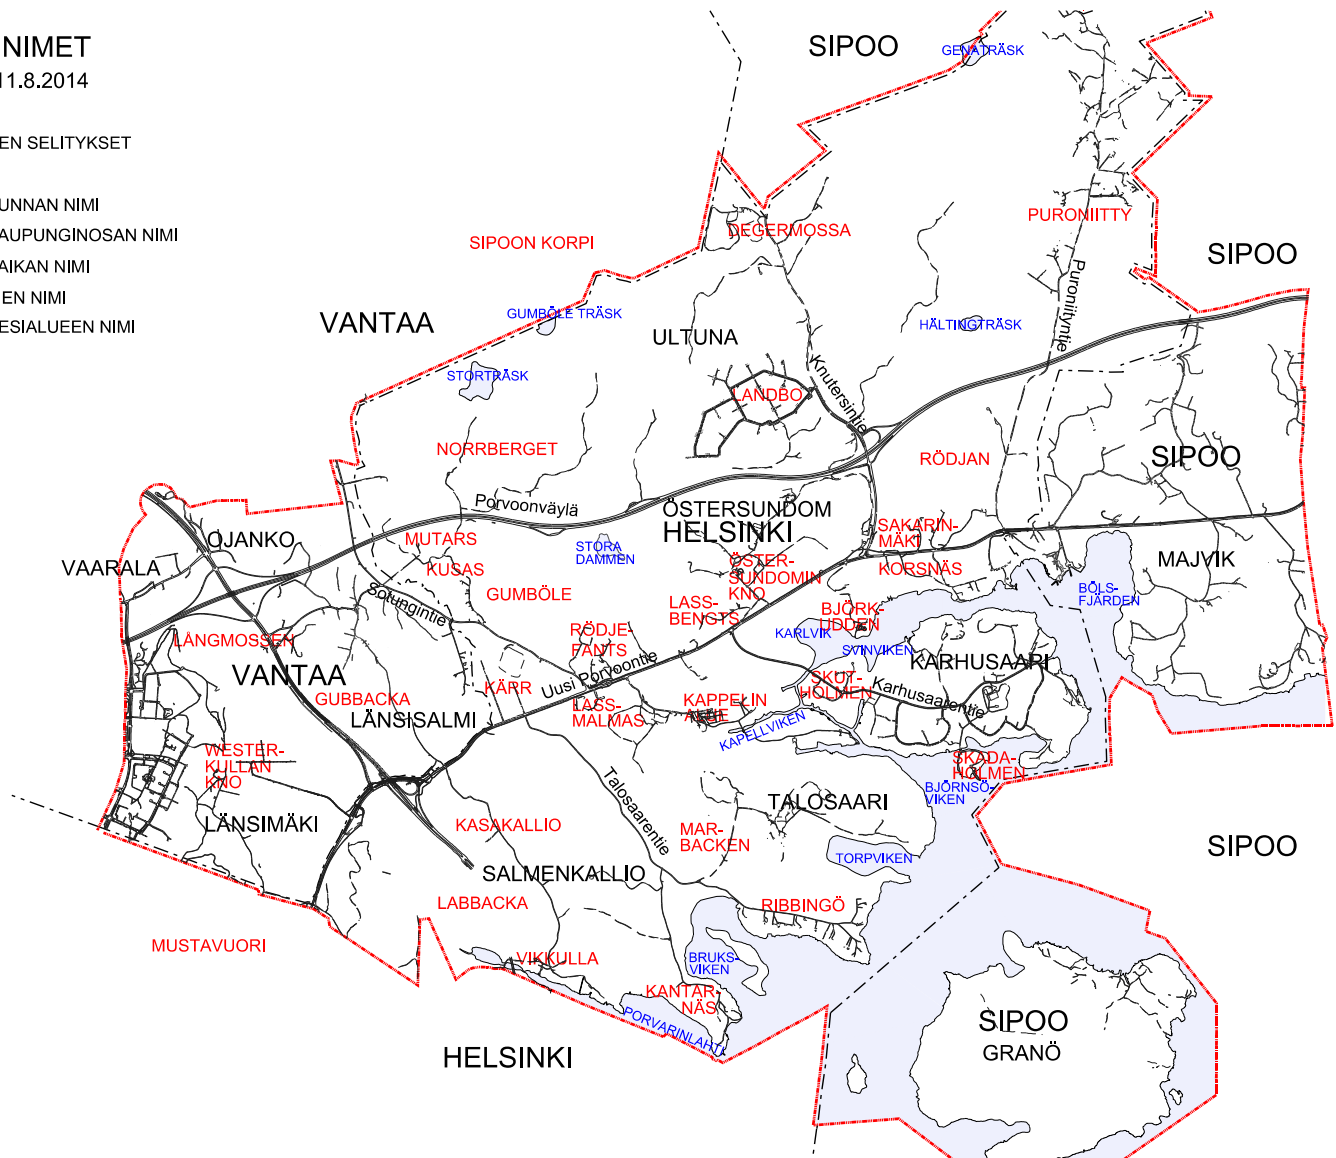 NIMET
11.8.2014
EN SELITYKSET
UNNAN NIMI
AUPUNGINOSAN NIMI
AIKAN NIMI
EN NIMI
ESIALUEEN NIMI
SIPOO
GENATRÄSK
SIPOON KORPI
DEGERMOSSA
PURONIITTY
SIPOO
VANTAA
GUMBÖLE TRÄSK
ULTUNA
HÄLTINGTRÄSK
Puroniityntie
STORTRÄSK
LANDBO
Knutersintie
NORRBERGET
RÖDJAN
SIPOO
Porvoonväylä
ÖSTERSUNDOM
HELSINKI
OJANKO
MUTARS
STORA
DAMMEN
SAKARIN-
MÄKI
VAARALA
KUSAS
ÖSTER-
SUNDOMIN
KNO
KORSNÄS
MAJVIK
Sotungintie
GUMBÖLE
LASS-
BENGTS
BJÖRK-
UDDEN
BÖLS-
FJÄRDEN
LÅNGMOSSEN
RÖDJE-
FANTS
KARLVIK
SVINVIKEN
VANTAA
KARHUSAARI
GUBBACKA
KÄRR
Uusi Porvoontie
SKUT-
HOLMEN
Karhusaarentie
LÄNSISALMI
LASS-
MALMAS
KAPPELIN
ALUE
KAPELLVIKEN
WESTER-
KULLAN
KNO
SKADA-
HOLMEN
BJÖRNSÖ-
VIKEN
Talosaarentie
TALOSAARI
LÄNSIMÄKI
KASAKALLIO
MAR-
BACKEN
SIPOO
TORPVIKEN
SALMENKALLIO
LABBACKA
RIBBINGÖ
MUSTAVUORI
VIKKULLA
BRUKS-
VIKEN
KANTAR-
NÄS
PORVARINLAHTI
SIPOO
GRANÖ
HELSINKI